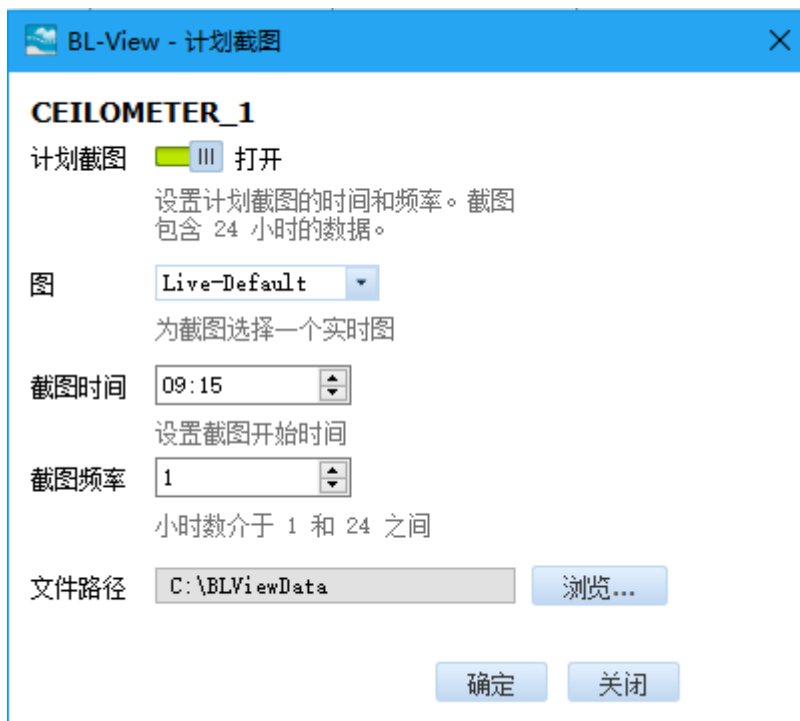 BL-View - 计划截图
CEILOMETER_1
计划截图 打开
设置计划截图的时间和频率。截图
包含 24 小时的数据。
图 Live-Default
为截图选择一个实时图
截图时间 09:15
设置截图开始时间
截图频率 1
小时数介于 1 和 24 之间
文件路径 C:\BLViewData 浏览...
确定 关闭